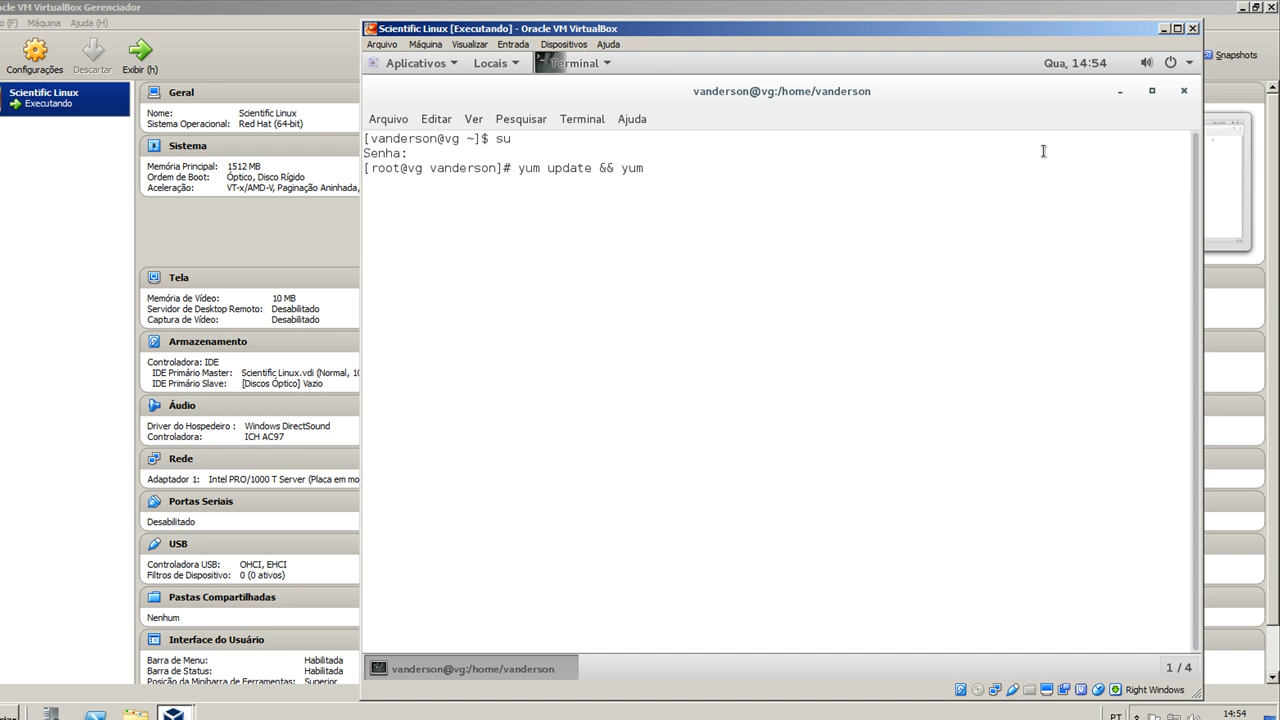 Oracle VM VirtualBox Gerenciador
Máquina Ajuda (H)
Configurações
Descartar
Exibir (h)
Snapshots
Scientific Linux
Executando
Geral
Nome: Scientific Linux
Sistema Operacional: Red Hat (64-bit)
Sistema
Memória Principal: 1512 MB
Ordem de Boot: Óptico, Disco Rígido
Aceleração: VT-x/AMD-V, Paginação Aninhada,
Tela
Memória de Vídeo: 10 MB
Servidor de Desktop Remoto: Desabilitado
Captura de Vídeo: Desabilitado
Armazenamento
Controladora: IDE
IDE Primário Master: Scientific Linux.vdi (Normal, 10
IDE Primário Slave: [Discos Óptico] Vazio
Áudio
Driver do Hospedeiro : Windows DirectSound
Controladora: ICH AC97
Rede
Adaptador 1: Intel PRO/1000 T Server (Placa em mo
Portas Seriais
Desabilitado
USB
Controladora USB: OHCI, EHCI
Filtros de Dispositivo: 0 (0 ativos)
Pastas Compartilhadas
Nenhum
Interface do Usuário
Barra de Menu: Habilitada
Barra de Status: Habilitada
Posição da Minibarra de Ferramentas: Superior
Scientific Linux [Executando] - Oracle VM VirtualBox
Arquivo Máquina Visualizar Entrada Dispositivos Ajuda
Aplicativos Locais Terminal Qua, 14:54
vanderson@vg:/home/vanderson
Arquivo Editar Ver Pesquisar Terminal Ajuda
[vanderson@vg ~]$ su
Senha:
[root@vg vanderson]# yum update && yum
vanderson@vg:/home/vanderson
1 / 4
Right Windows
PT 14:54